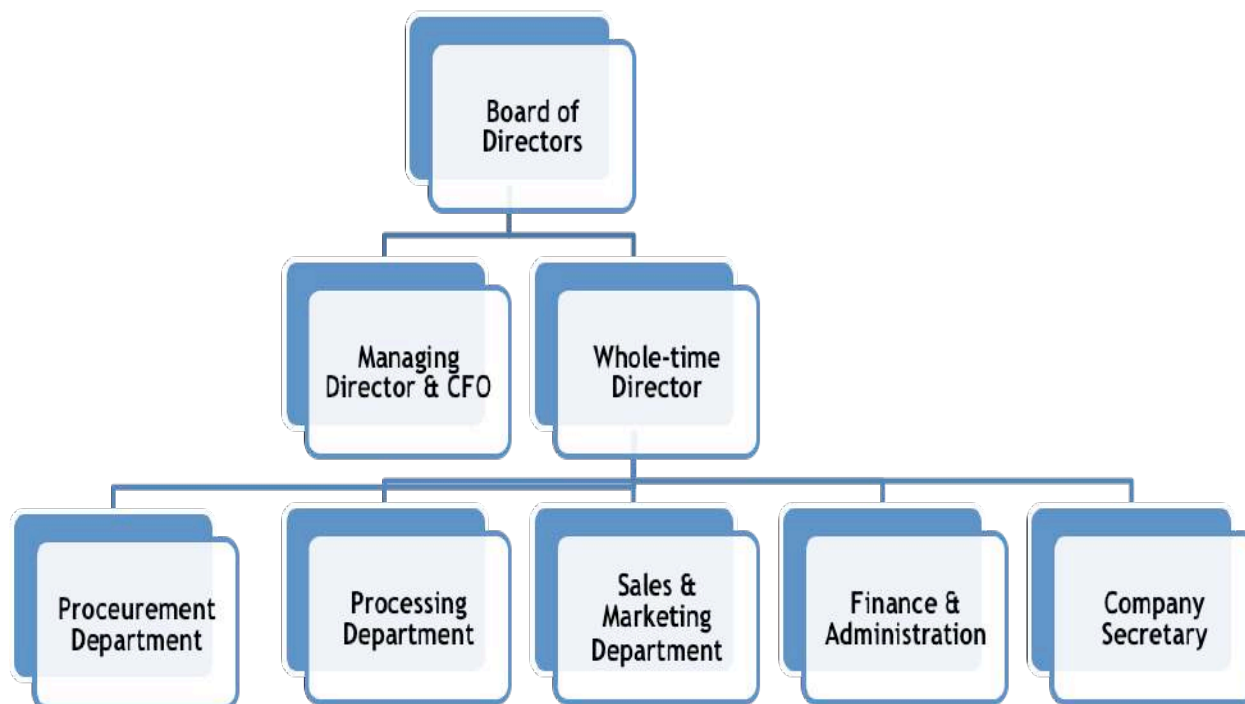 Board of
Directors
Managing
Director & CFO
Whole-time
Director
Proceurement
Department
Processing
Department
Sales &
Marketing
Department
Finance &
Administration
Company
Secretary